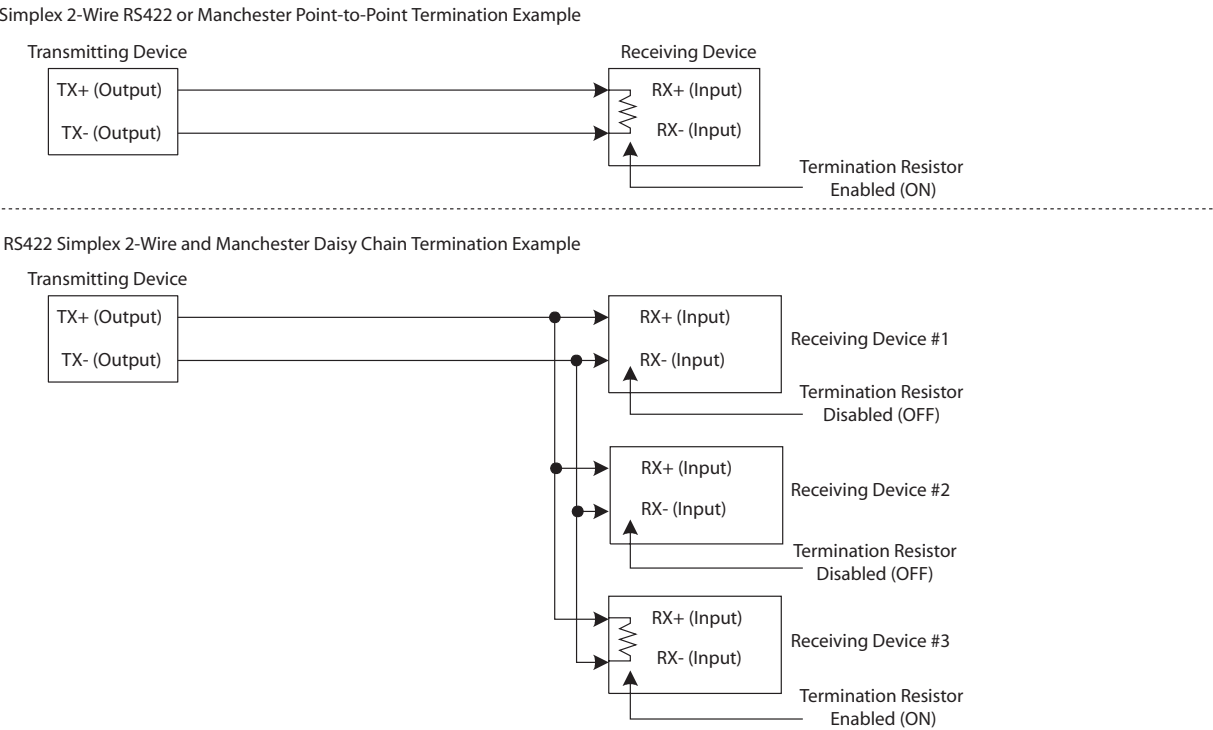 Simplex 2-Wire RS422 or Manchester Point-to-Point Termination Example
Transmitting Device
Receiving Device
TX+ (Output)
RX+ (Input)
TX- (Output)
RX- (Input)
Termination Resistor
Enabled (ON)
RS422 Simplex 2-Wire and Manchester Daisy Chain Termination Example
Transmitting Device
TX+ (Output)
RX+ (Input)
Receiving Device #1
TX- (Output)
RX- (Input)
Termination Resistor
Disabled (OFF)
RX+ (Input)
Receiving Device #2
RX- (Input)
Termination Resistor
Disabled (OFF)
RX+ (Input)
Receiving Device #3
RX- (Input)
Termination Resistor
Enabled (ON)